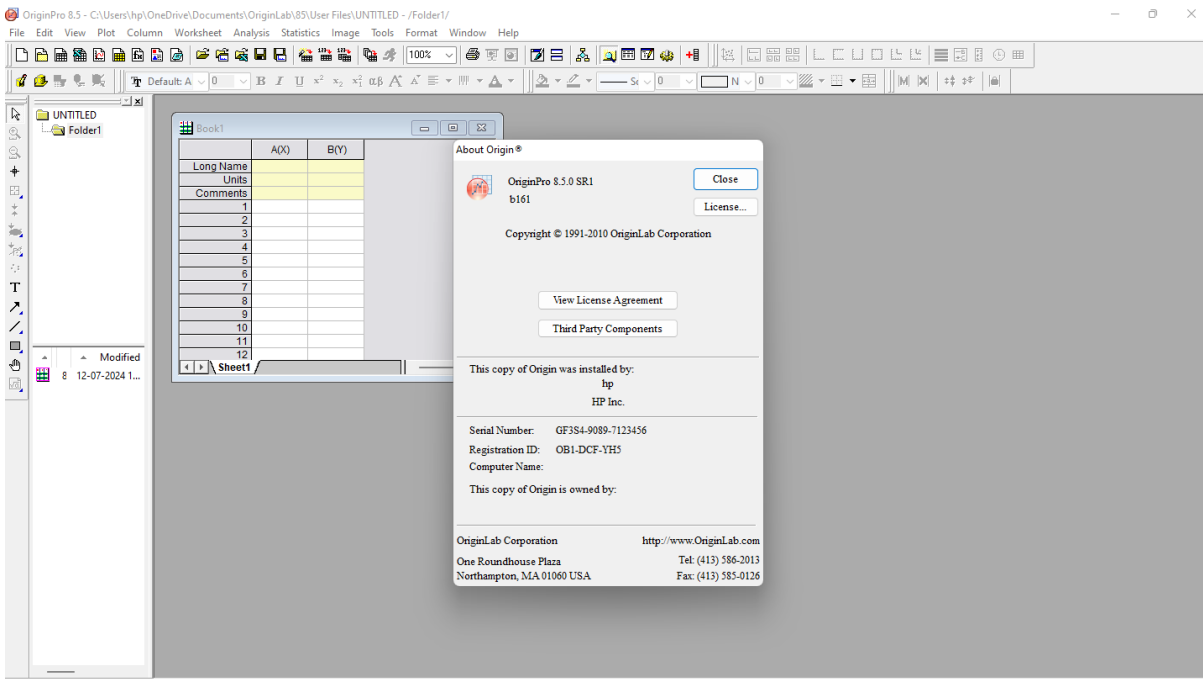 OriginPro 8.5 - C:\Users\hp\OneDrive\Documents\OriginLab\85\User Files\UNTITLED - /Folder1/
File Edit View Plot Column Worksheet Analysis Statistics Image Tools Format Window Help
100%
Default: A 0 B I U x² x₂ αβ A A A 0 N 0
UNTITLED
Folder1
Modified
8 12-07-2024 1...
Book1
A(X) B(Y)
Long Name
Units
Comments
1
2
3
4
5
6
7
8
9
10
11
12
Sheet1
About Origin®
OriginPro 8.5.0 SR1
b161
Close
License...
Copyright © 1991-2010 OriginLab Corporation
View License Agreement
Third Party Components
This copy of Origin was installed by:
hp
HP Inc.
Serial Number: GF3S4-9089-7123456
Registration ID: OB1-DCF-YH5
Computer Name:
This copy of Origin is owned by:
OriginLab Corporation http://www.OriginLab.com
One Roundhouse Plaza Tel: (413) 586-2013
Northampton, MA 01060 USA Fax: (413) 585-0126